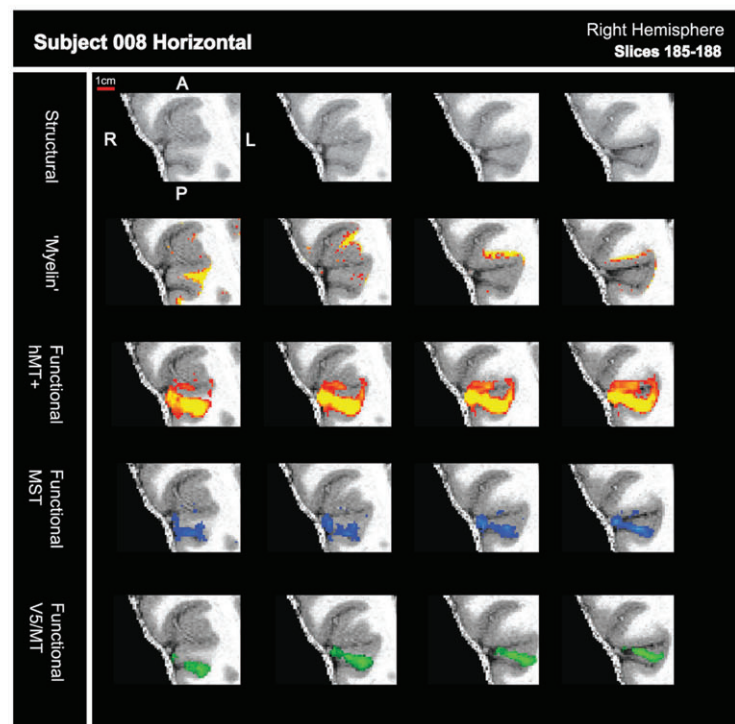 Subject 008 Horizontal
Right Hemisphere
Slices 185-188
1cm
A
R
L
P
Structural
'Myelin'
Functional
hMT+
Functional
MST
Functional
V5/MT